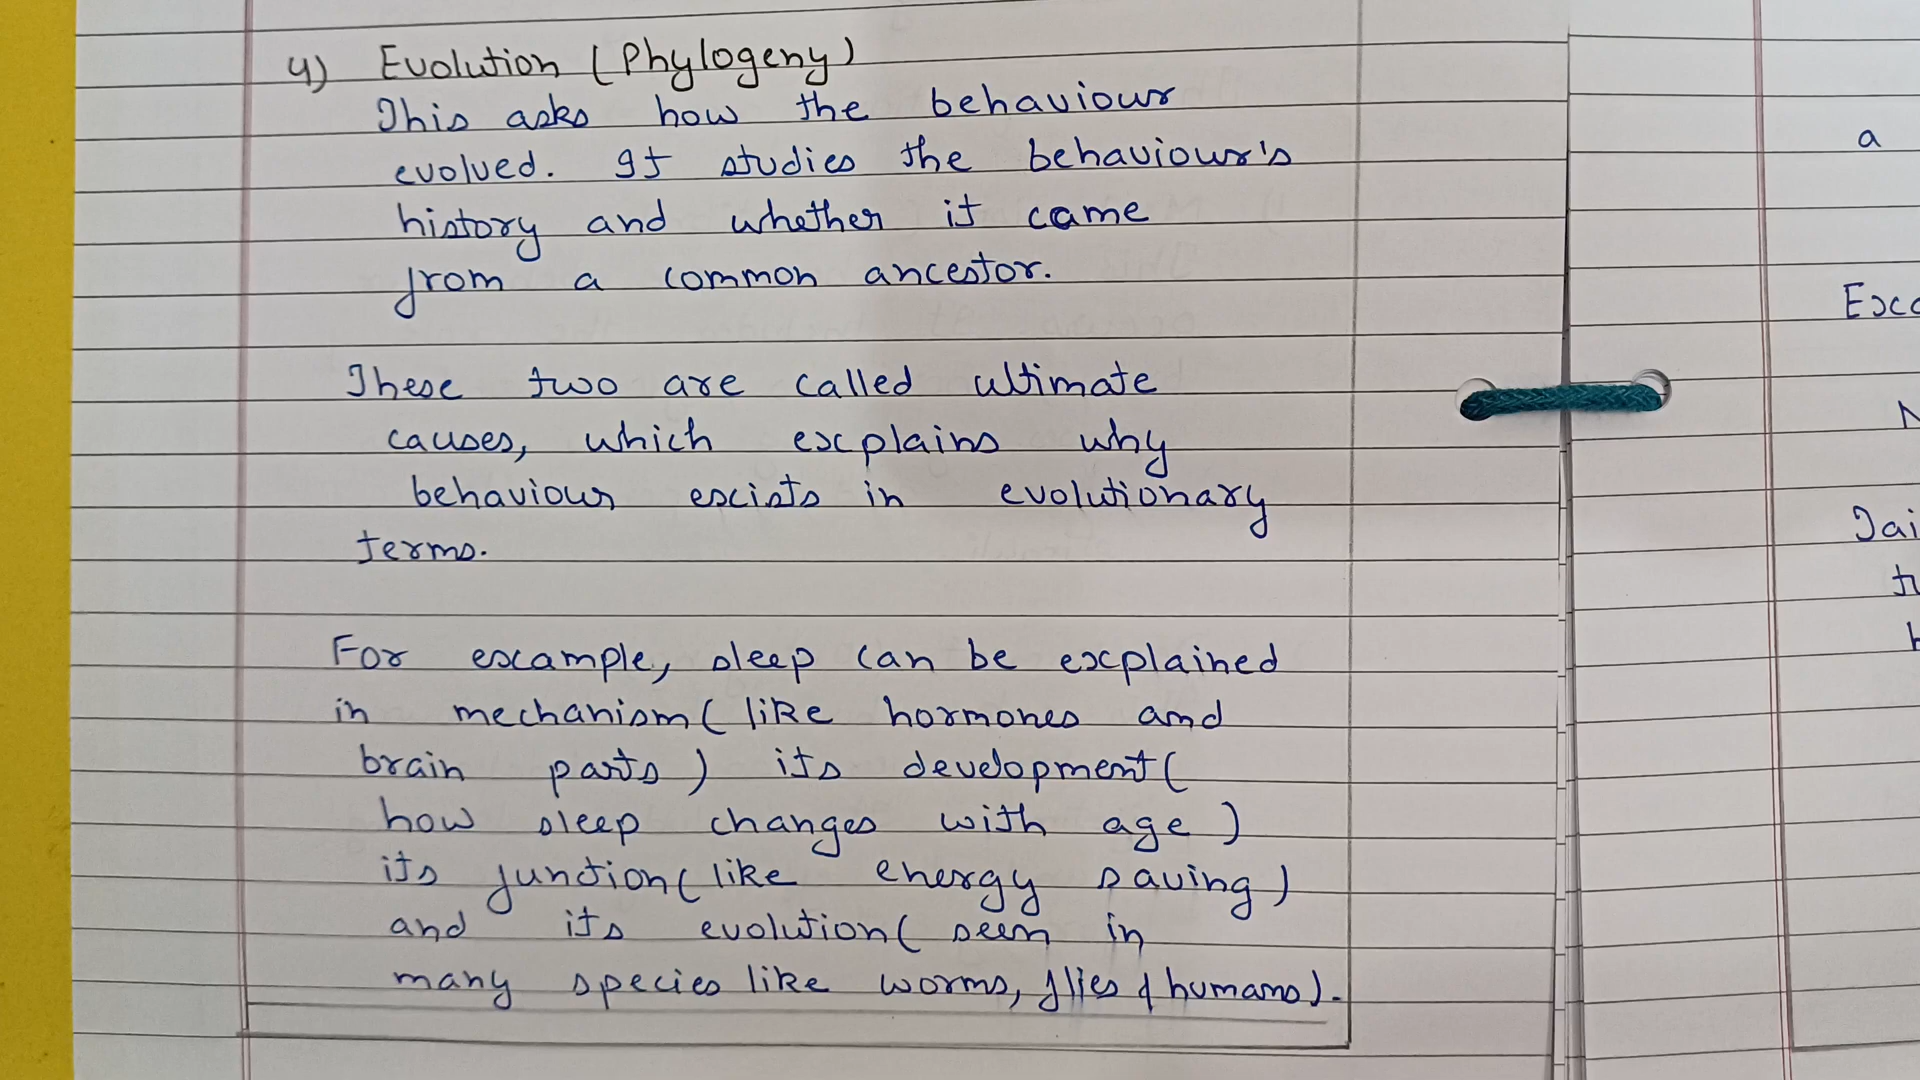 4) Evolution (Phylogeny)
This asks how the behaviour
evolved. It studies the behaviour's
history and whether it came
from a common ancestor.
These two are called ultimate
causes, which explains why
behaviour exists in evolutionary
terms.
For example, sleep can be explained
in mechanism (like hormones and
brain parts) its development (
how sleep changes with age)
its function (like energy saving)
and its evolution (seen in
many species like worms, flies & humans).
a